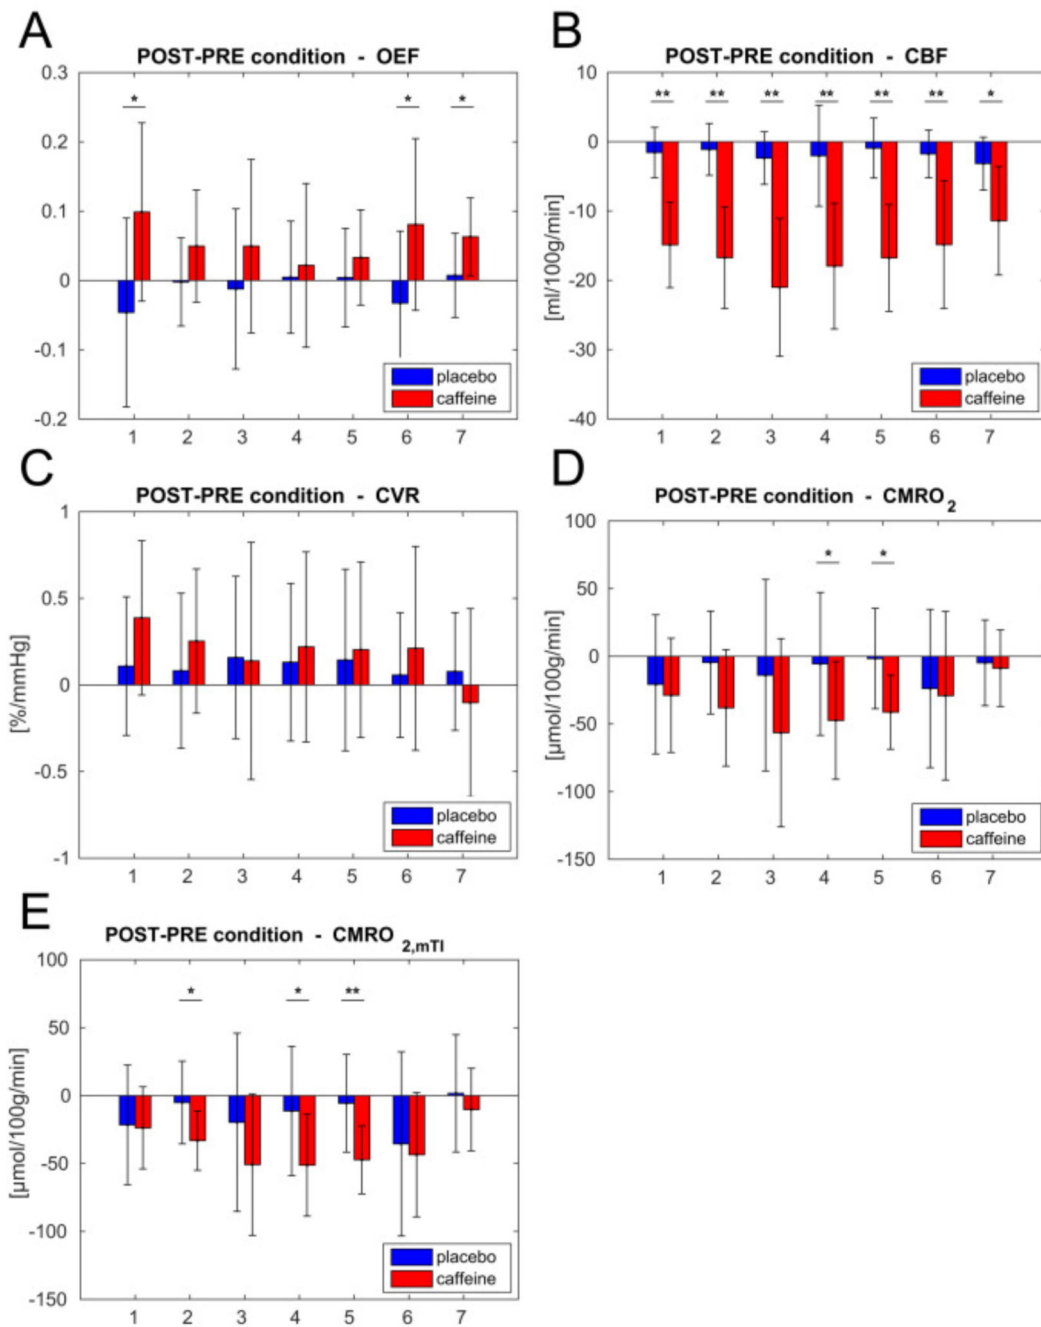 A
POST-PRE condition - OEF
0.3
0.2
0.1
0
-0.1
-0.2
* * *
placebo
caffeine
1 2 3 4 5 6 7
B
POST-PRE condition - CBF
[ml/100g/min]
10
0
-10
-20
-30
-40
** ** ** ** ** ** *
placebo
caffeine
1 2 3 4 5 6 7
C
POST-PRE condition - CVR
[%/mmHg]
1
0.5
0
-0.5
-1
placebo
caffeine
1 2 3 4 5 6 7
D
POST-PRE condition - CMRO 2
[µmol/100g/min]
100
50
0
-50
-100
-150
* *
placebo
caffeine
1 2 3 4 5 6 7
E
POST-PRE condition - CMRO 2,mTI
[µmol/100g/min]
100
50
0
-50
-100
-150
* * **
placebo
caffeine
1 2 3 4 5 6 7